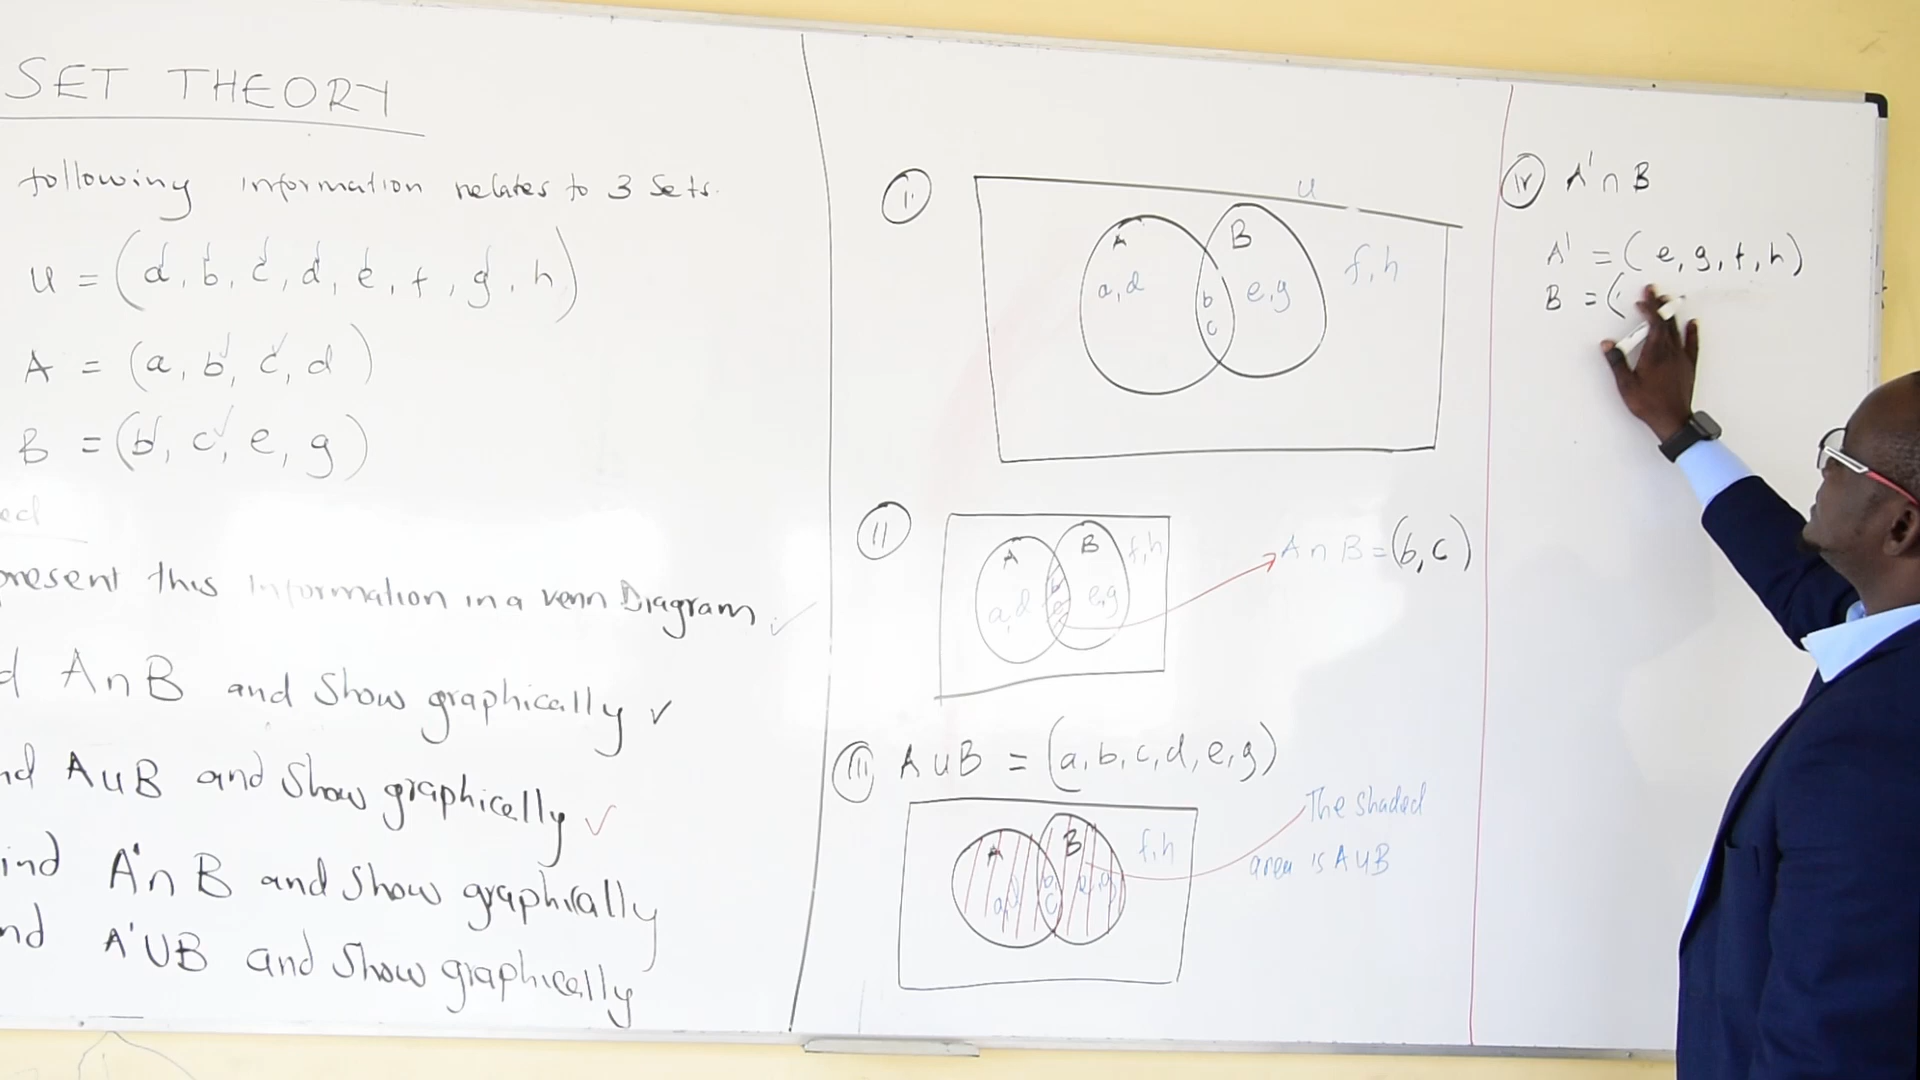 SET THEORY
following information relates to 3 Sets.
U = (a, b, c, d, e, f, g, h)
A = (a, b, c, d)
B = (b, c, e, g)
ed
present this Information in a venn Diagram ✓
d A∩B and Show graphically ✓
nd A∪B and Show graphically ✓
ind A'∩B and Show graphically
nd A'∪B and Show graphically
i
U
A B
a, d b c e, g f, h
ii
A B f, h
a, d b c e, g
A∩B = (b, c)
iii A∪B = (a, b, c, d, e, g)
A B f, h
a, d b, c e, g
The shaded
area is A∪B
iv A'∩B
A' = (e, g, f, h)
B = (